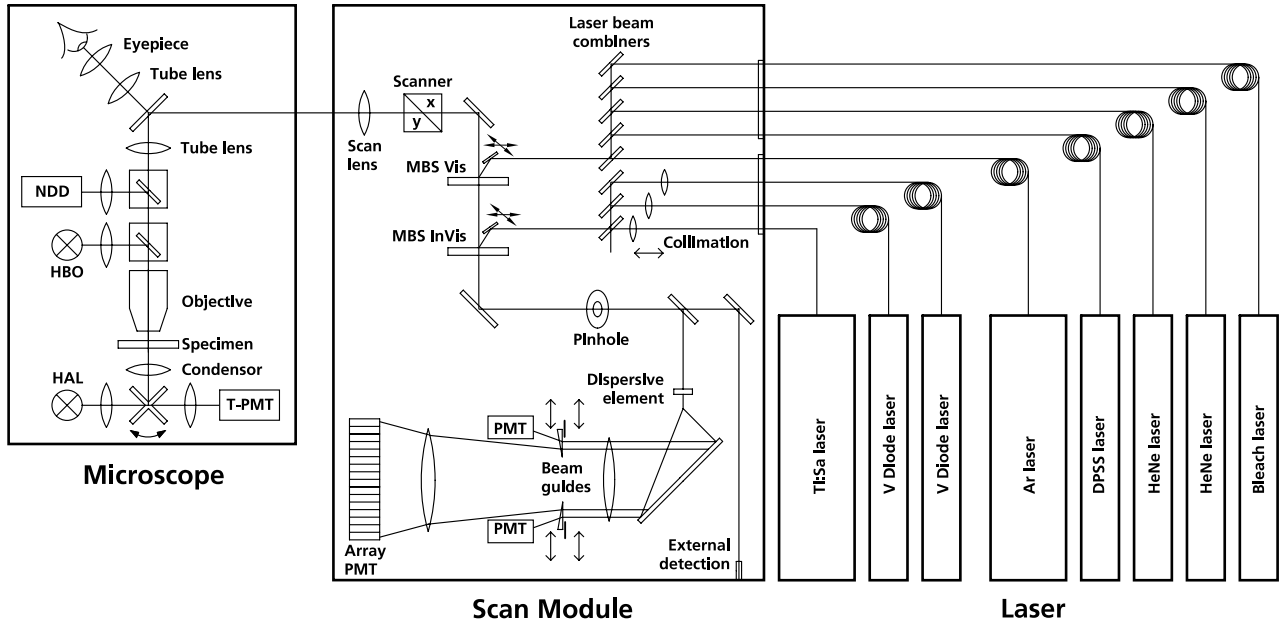 Eyepiece
Tube lens
Tube lens
NDD
HBO
Objective
Specimen
Condensor
HAL
T-PMT
Microscope
Laser beam
combiners
Scanner
x
y
Scan
lens
MBS Vis
MBS InVis
Collimation
Pinhole
Dispersive
element
PMT
Beam
guides
PMT
Array
PMT
External
detection
Scan Module
TI:Sa laser
V Diode laser
V Diode laser
Ar laser
DPSS laser
HeNe laser
HeNe laser
Bleach laser
Laser